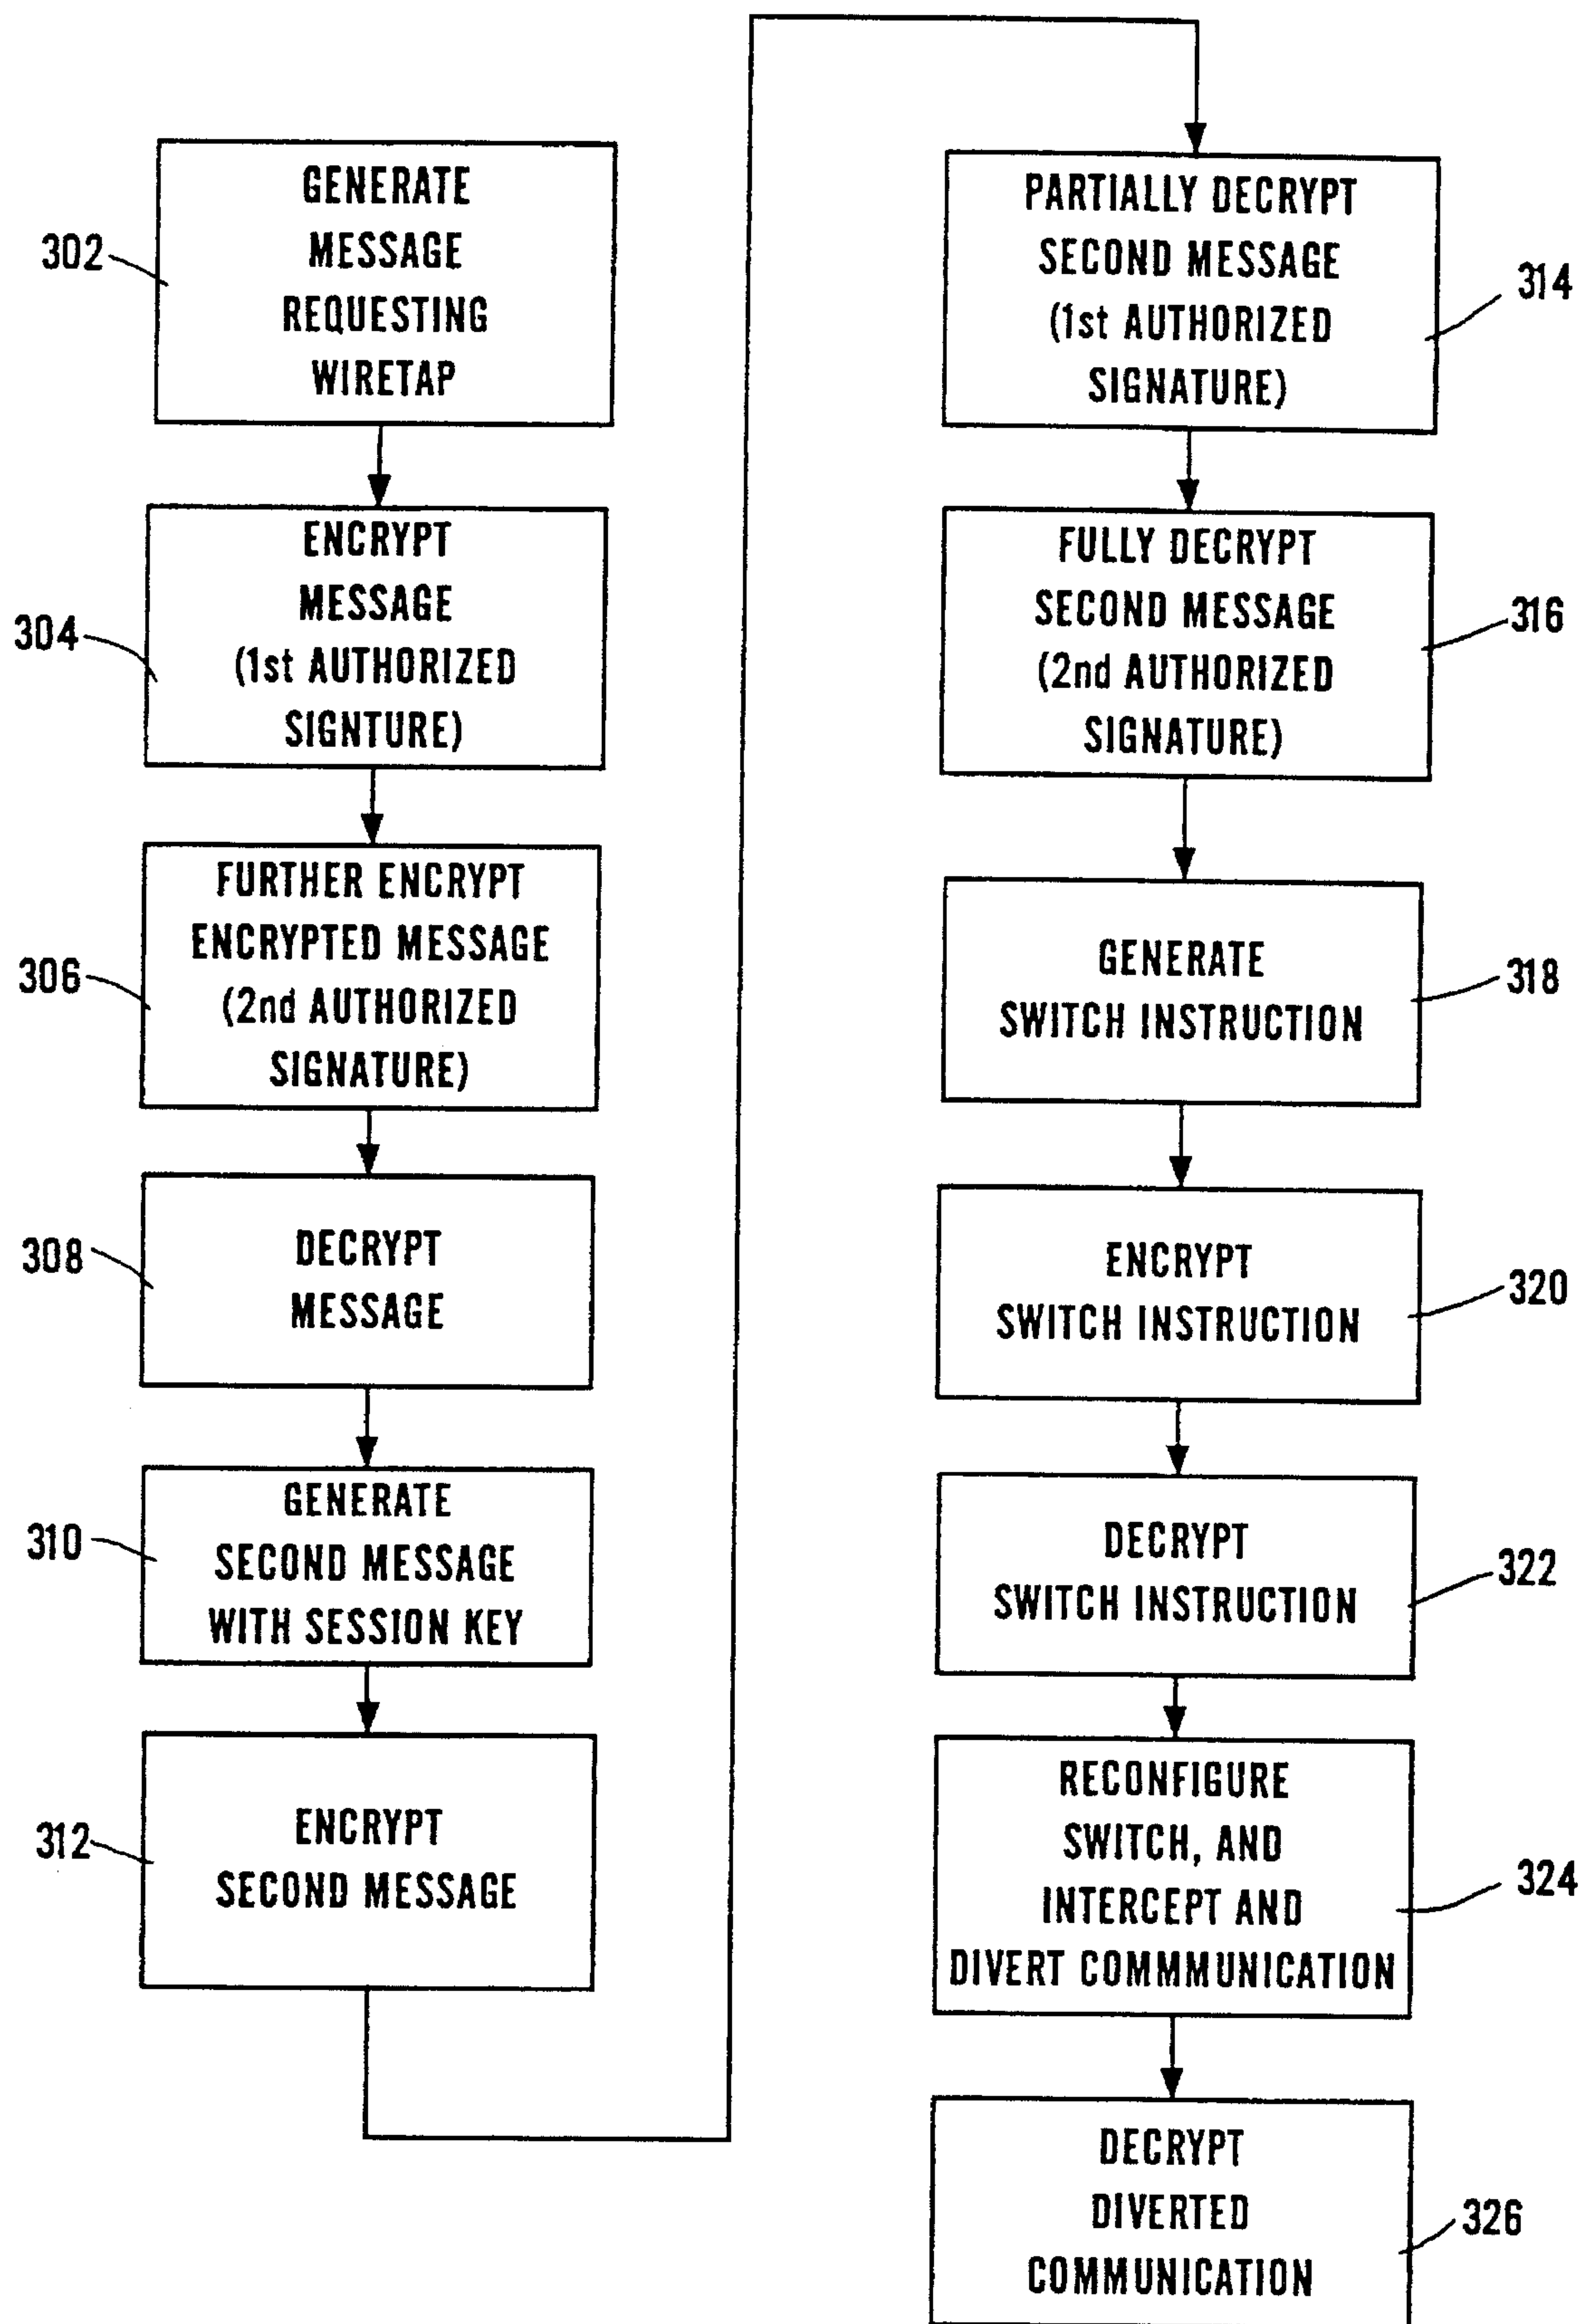 GENERATE
MESSAGE
REQUESTING
WIRETAP
302
ENCRYPT
MESSAGE
(1st AUTHORIZED
SIGNTURE)
304
FURTHER ENCRYPT
ENCRYPTED MESSAGE
(2nd AUTHORIZED
SIGNATURE)
306
DECRYPT
MESSAGE
308
GENERATE
SECOND MESSAGE
WITH SESSION KEY
310
ENCRYPT
SECOND MESSAGE
312
PARTIALLY DECRYPT
SECOND MESSAGE
(1st AUTHORIZED
SIGNATURE)
314
FULLY DECRYPT
SECOND MESSAGE
(2nd AUTHORIZED
SIGNATURE)
316
GENERATE
SWITCH INSTRUCTION
318
ENCRYPT
SWITCH INSTRUCTION
320
DECRYPT
SWITCH INSTRUCTION
322
RECONFIGURE
SWITCH, AND
INTERCEPT AND
DIVERT COMMMUNICATION
324
DECRYPT
DIVERTED
COMMUNICATION
326